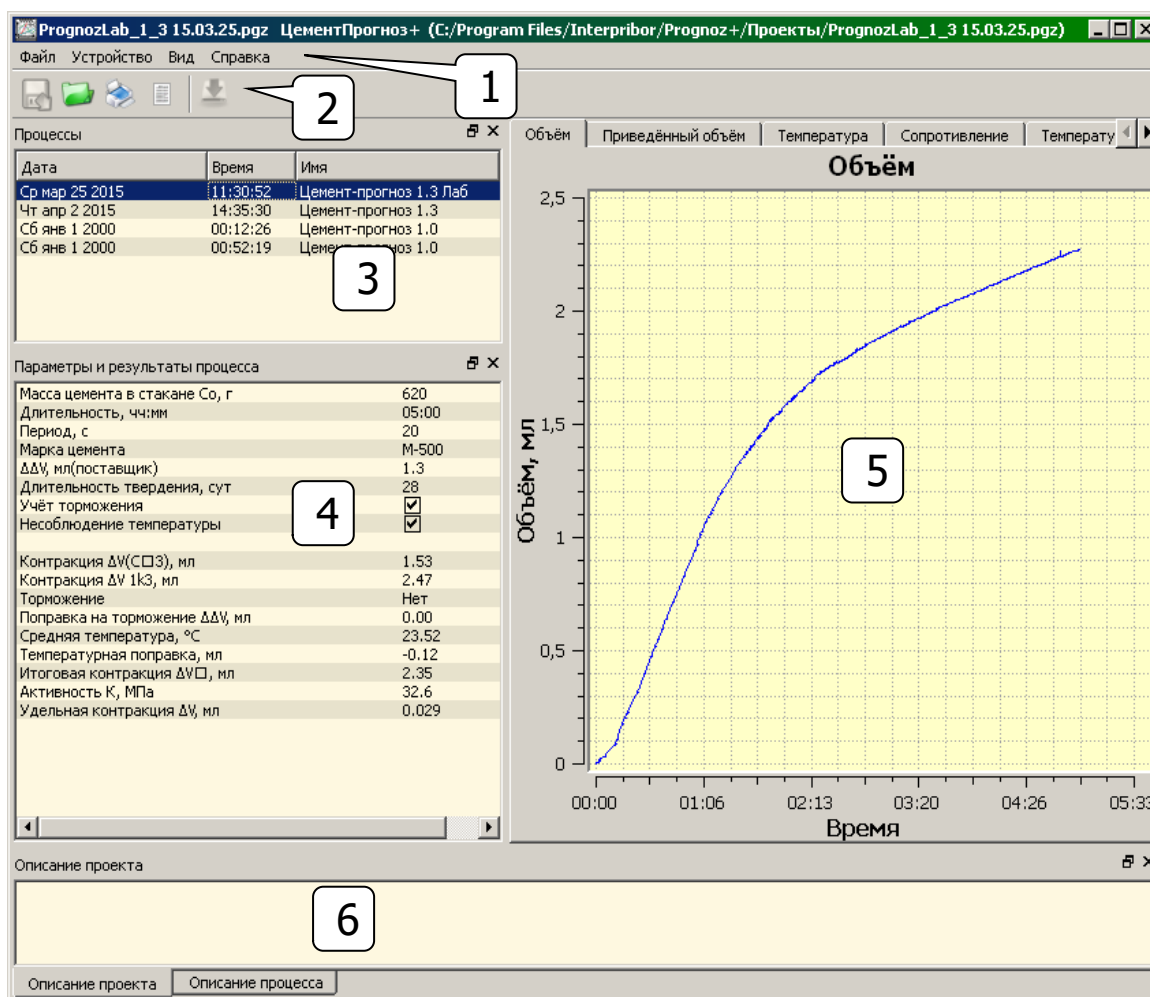 PrognozLab_1_3 15.03.25.pgz ЦементПрогноз+ (C:/Program Files/Interpribor/Prognoz+/Проекты/PrognozLab_1_3 15.03.25.pgz)
Файл Устройство Вид Справка
1
2
Процессы
Дата Время Имя
Ср мар 25 2015 11:30:52 Цемент-прогноз 1.3 Лаб
Чт апр 2 2015 14:35:30 Цемент-прогноз 1.3
Сб янв 1 2000 00:12:26 Цемент-прогноз 1.0
Сб янв 1 2000 00:52:19 Цемент-прогноз 1.0
3
Параметры и результаты процесса
Масса цемента в стакане Со, г 620
Длительность, чч:мм 05:00
Период, с 20
Марка цемента М-500
ΔΔV, мл(поставщик) 1.3
Длительность твердения, сут 28
Учёт торможения
Несоблюдение температуры
4
Контракция ΔV(С□3), мл 1.53
Контракция ΔV 1k3, мл 2.47
Торможение Нет
Поправка на торможение ΔΔV, мл 0.00
Средняя температура, °C 23.52
Температурная поправка, мл -0.12
Итоговая контракция ΔV□, мл 2.35
Активность К, МПа 32.6
Удельная контракция ΔV, мл 0.029
Объём Приведённый объём Температура Сопротивление Температу
Объём
Объём, мл
2,5
2
1,5
1
0,5
0
5
00:00 01:06 02:13 03:20 04:26 05:33
Время
Описание проекта
6
Описание проекта Описание процесса